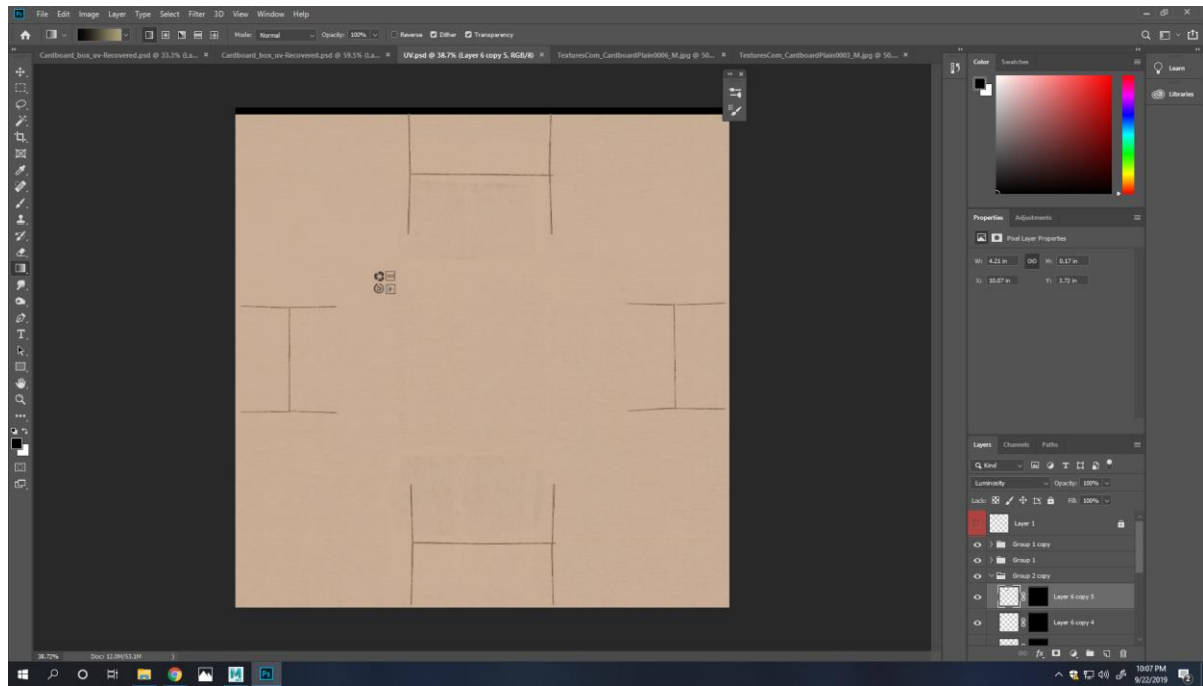 File Edit Image Layer Type Select Filter 3D View Window Help
Mode: Normal Opacity: 100% Reverse Dither Transparency
Cardboard_box_uv-Recovered.psd @ 33.3% (La... × Cardboard_box_uv-Recovered.psd @ 59.5% (La... × UV.psd @ 38.7% (Layer 6 copy 5, RGB/8) × TexturesCom_CardboardPlain0006_M.jpg @ 50... × TexturesCom_CardboardPlain0003_M.jpg @ 50... ×
Color Swatches
Learn
Libraries
Properties Adjustments
Pixel Layer Properties
W: 4.21 in H: 0.17 in
X: 10.07 in Y: 3.72 in
Layers Channels Paths
Kind
Luminosity Opacity: 100%
Lock: Fill: 100%
Layer 1
Group 1 copy
Group 1
Group 2 copy
Layer 6 copy 5
Layer 6 copy 4
38.72% Doc: 12.0M/53.1M
10:07 PM
9/22/2019